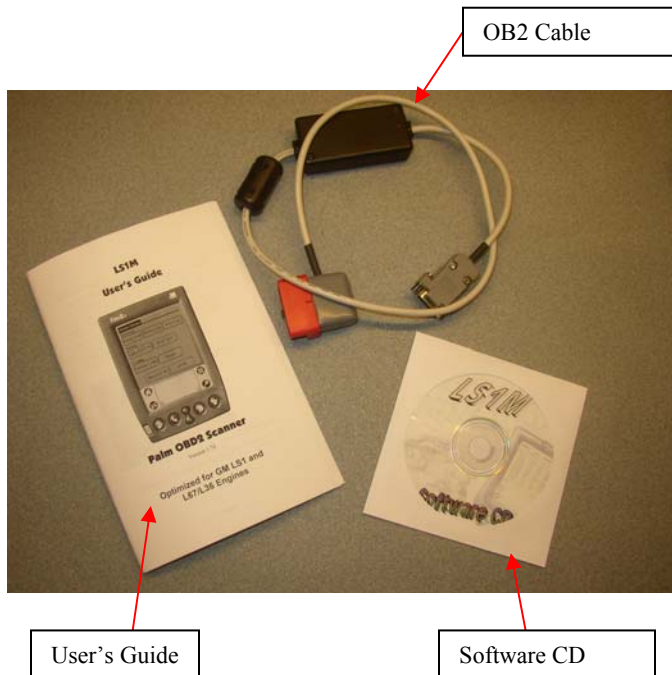 OB2 Cable
LS1M
User's Guide
Palm OBD2 Scanner
Optimized for GM LS1 and
L67/L36 Engines
LS1M
Software CD
User's Guide
Software CD